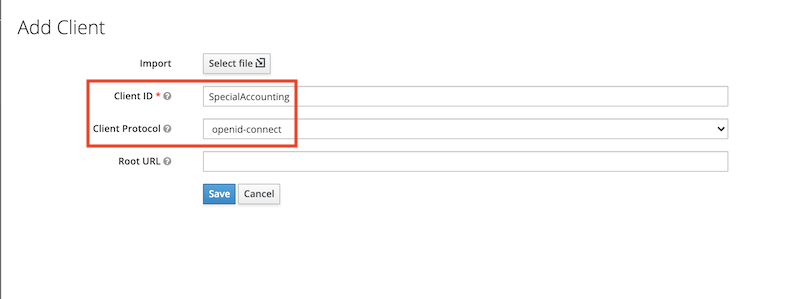 Add Client
Import Select file
Client ID * SpecialAccounting
Client Protocol openid-connect
Root URL
Save Cancel